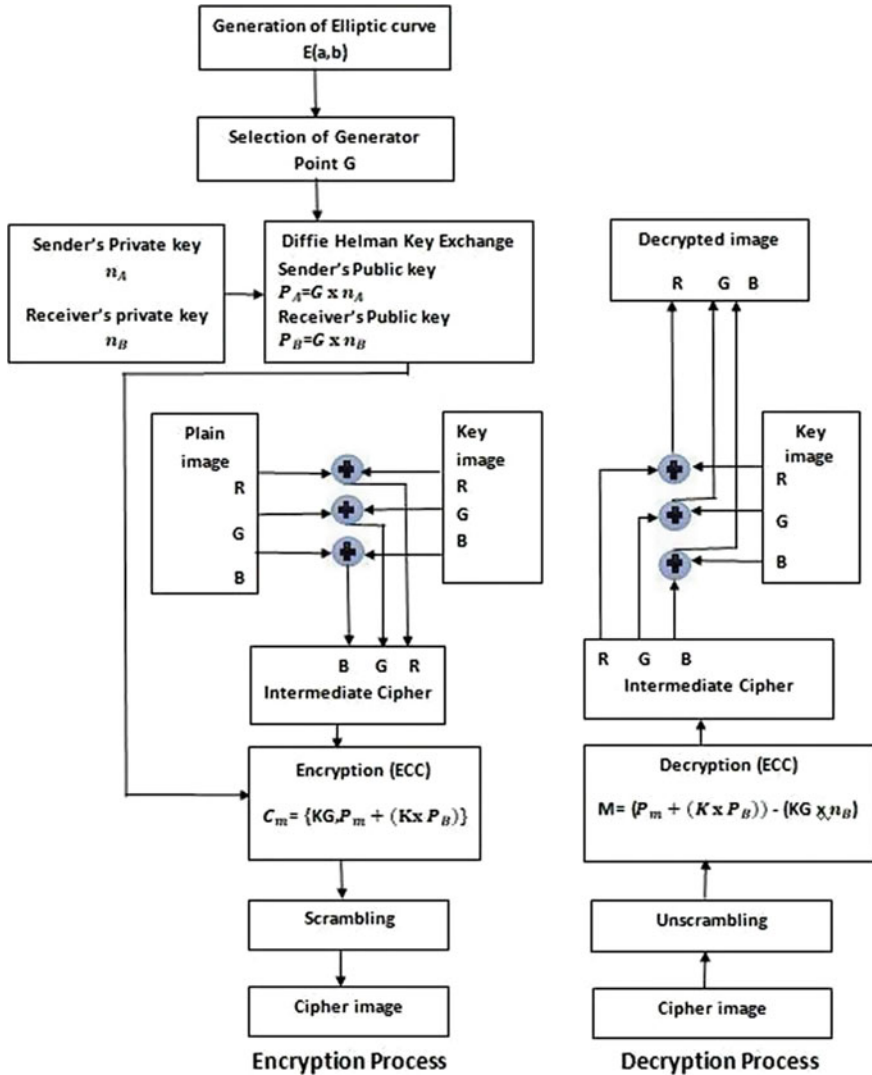 Generation of Elliptic curve
E(a,b)
Selection of Generator
Point G
Sender's Private key
n_A
Receiver's private key
n_B
Diffie Helman Key Exchange
Sender's Public key
P_A=G x n_A
Receiver's Public key
P_B=G x n_B
Plain
image
R
G
B
Key
image
R
G
B
B G R
Intermediate Cipher
Encryption (ECC)
C_m= {KG,P_m + (Kx P_B)}
Scrambling
Cipher image
Encryption Process
Decrypted image
R G B
Key
image
R
G
B
R G B
Intermediate Cipher
Decryption (ECC)
M= (P_m + (K x P_B)) - (KG x n_B)
Unscrambling
Cipher image
Decryption Process